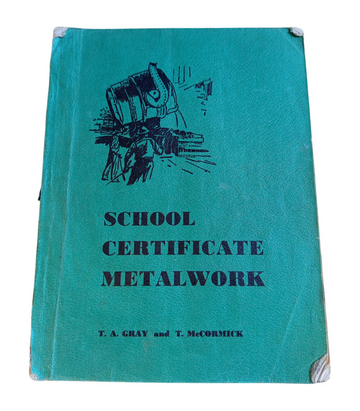 SCHOOL
CERTIFICATE
METALWORK
T. A. GRAY and T. McCORMICK